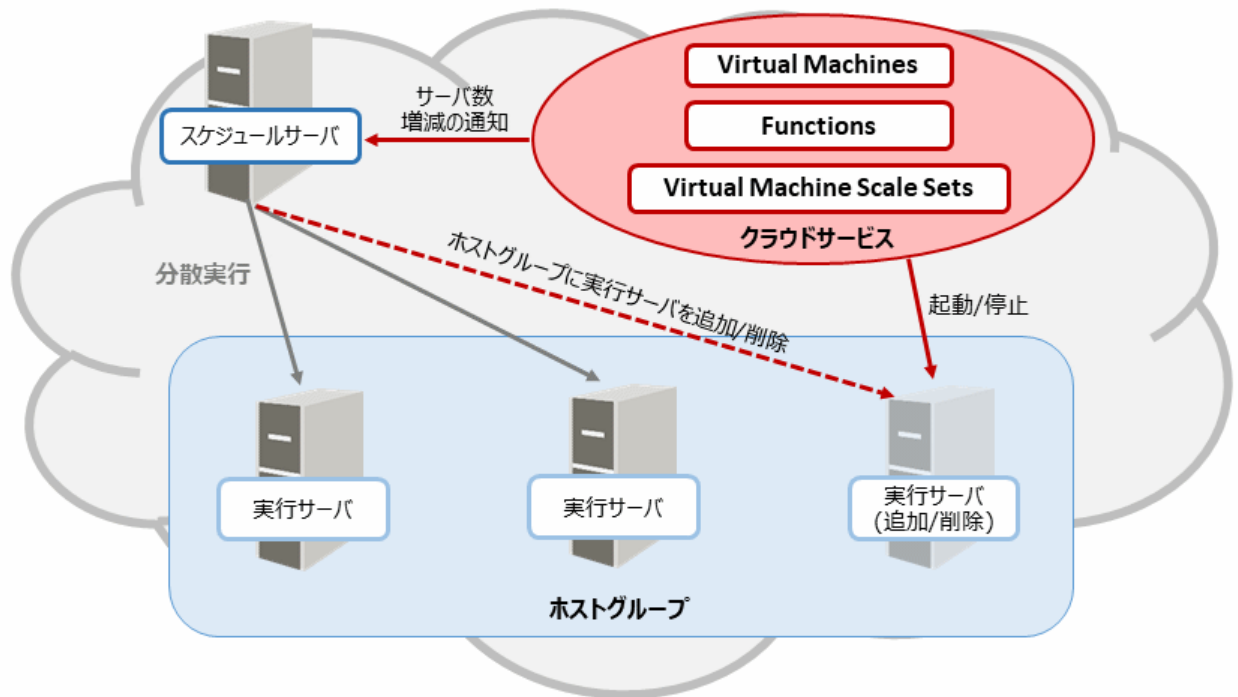 Virtual Machines
Functions
Virtual Machine Scale Sets
クラウドサービス
サーバ数
増減の通知
スケジュールサーバ
分散実行
ホストグループに実行サーバを追加/削除
起動/停止
実行サーバ
実行サーバ
実行サーバ
(追加/削除)
ホストグループ